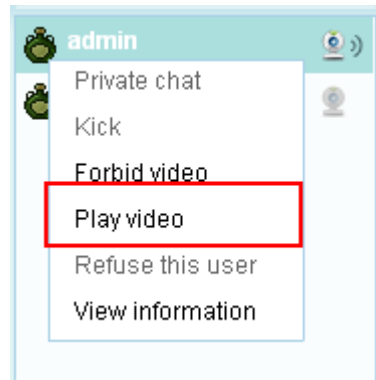 admin
Private chat
Kick
Forbid video
Play video
Refuse this user
View information